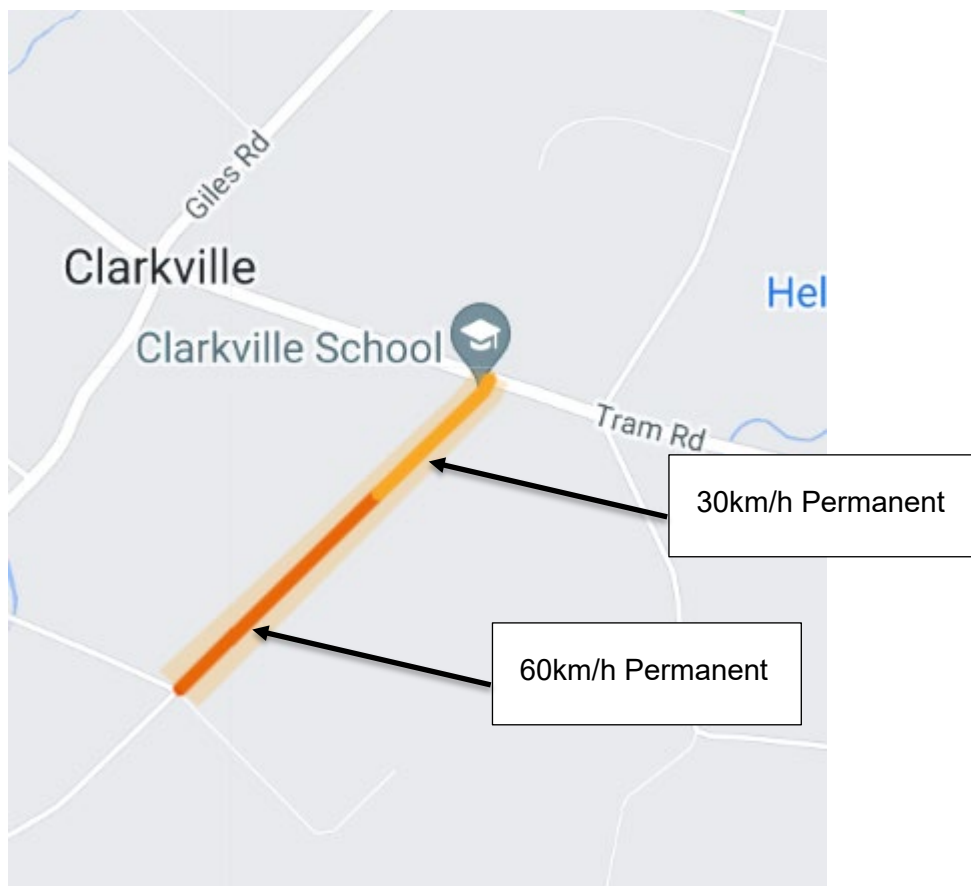 Giles Rd
Clarkville
Hel
Clarkville School
Tram Rd
30km/h Permanent
60km/h Permanent